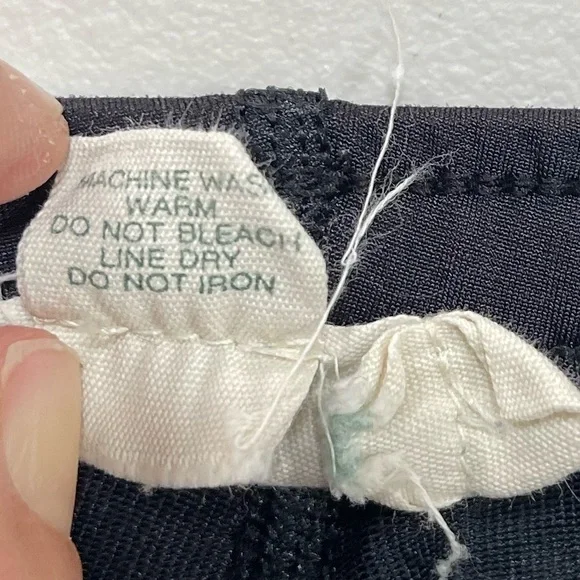 MACHINE WAS
WARM
DO NOT BLEACH
LINE DRY
DO NOT IRON